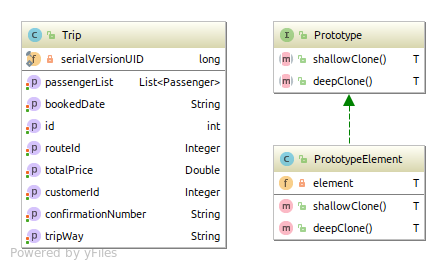 C Trip
f serialVersionUID long
p passengerList List<Passenger>
p bookedDate String
p id int
p routeId Integer
p totalPrice Double
p customerId Integer
p confirmationNumber String
p tripWay String
I Prototype
m shallowClone() T
m deepClone() T
C PrototypeElement
f element T
m shallowClone() T
m deepClone() T
Powered by yFiles